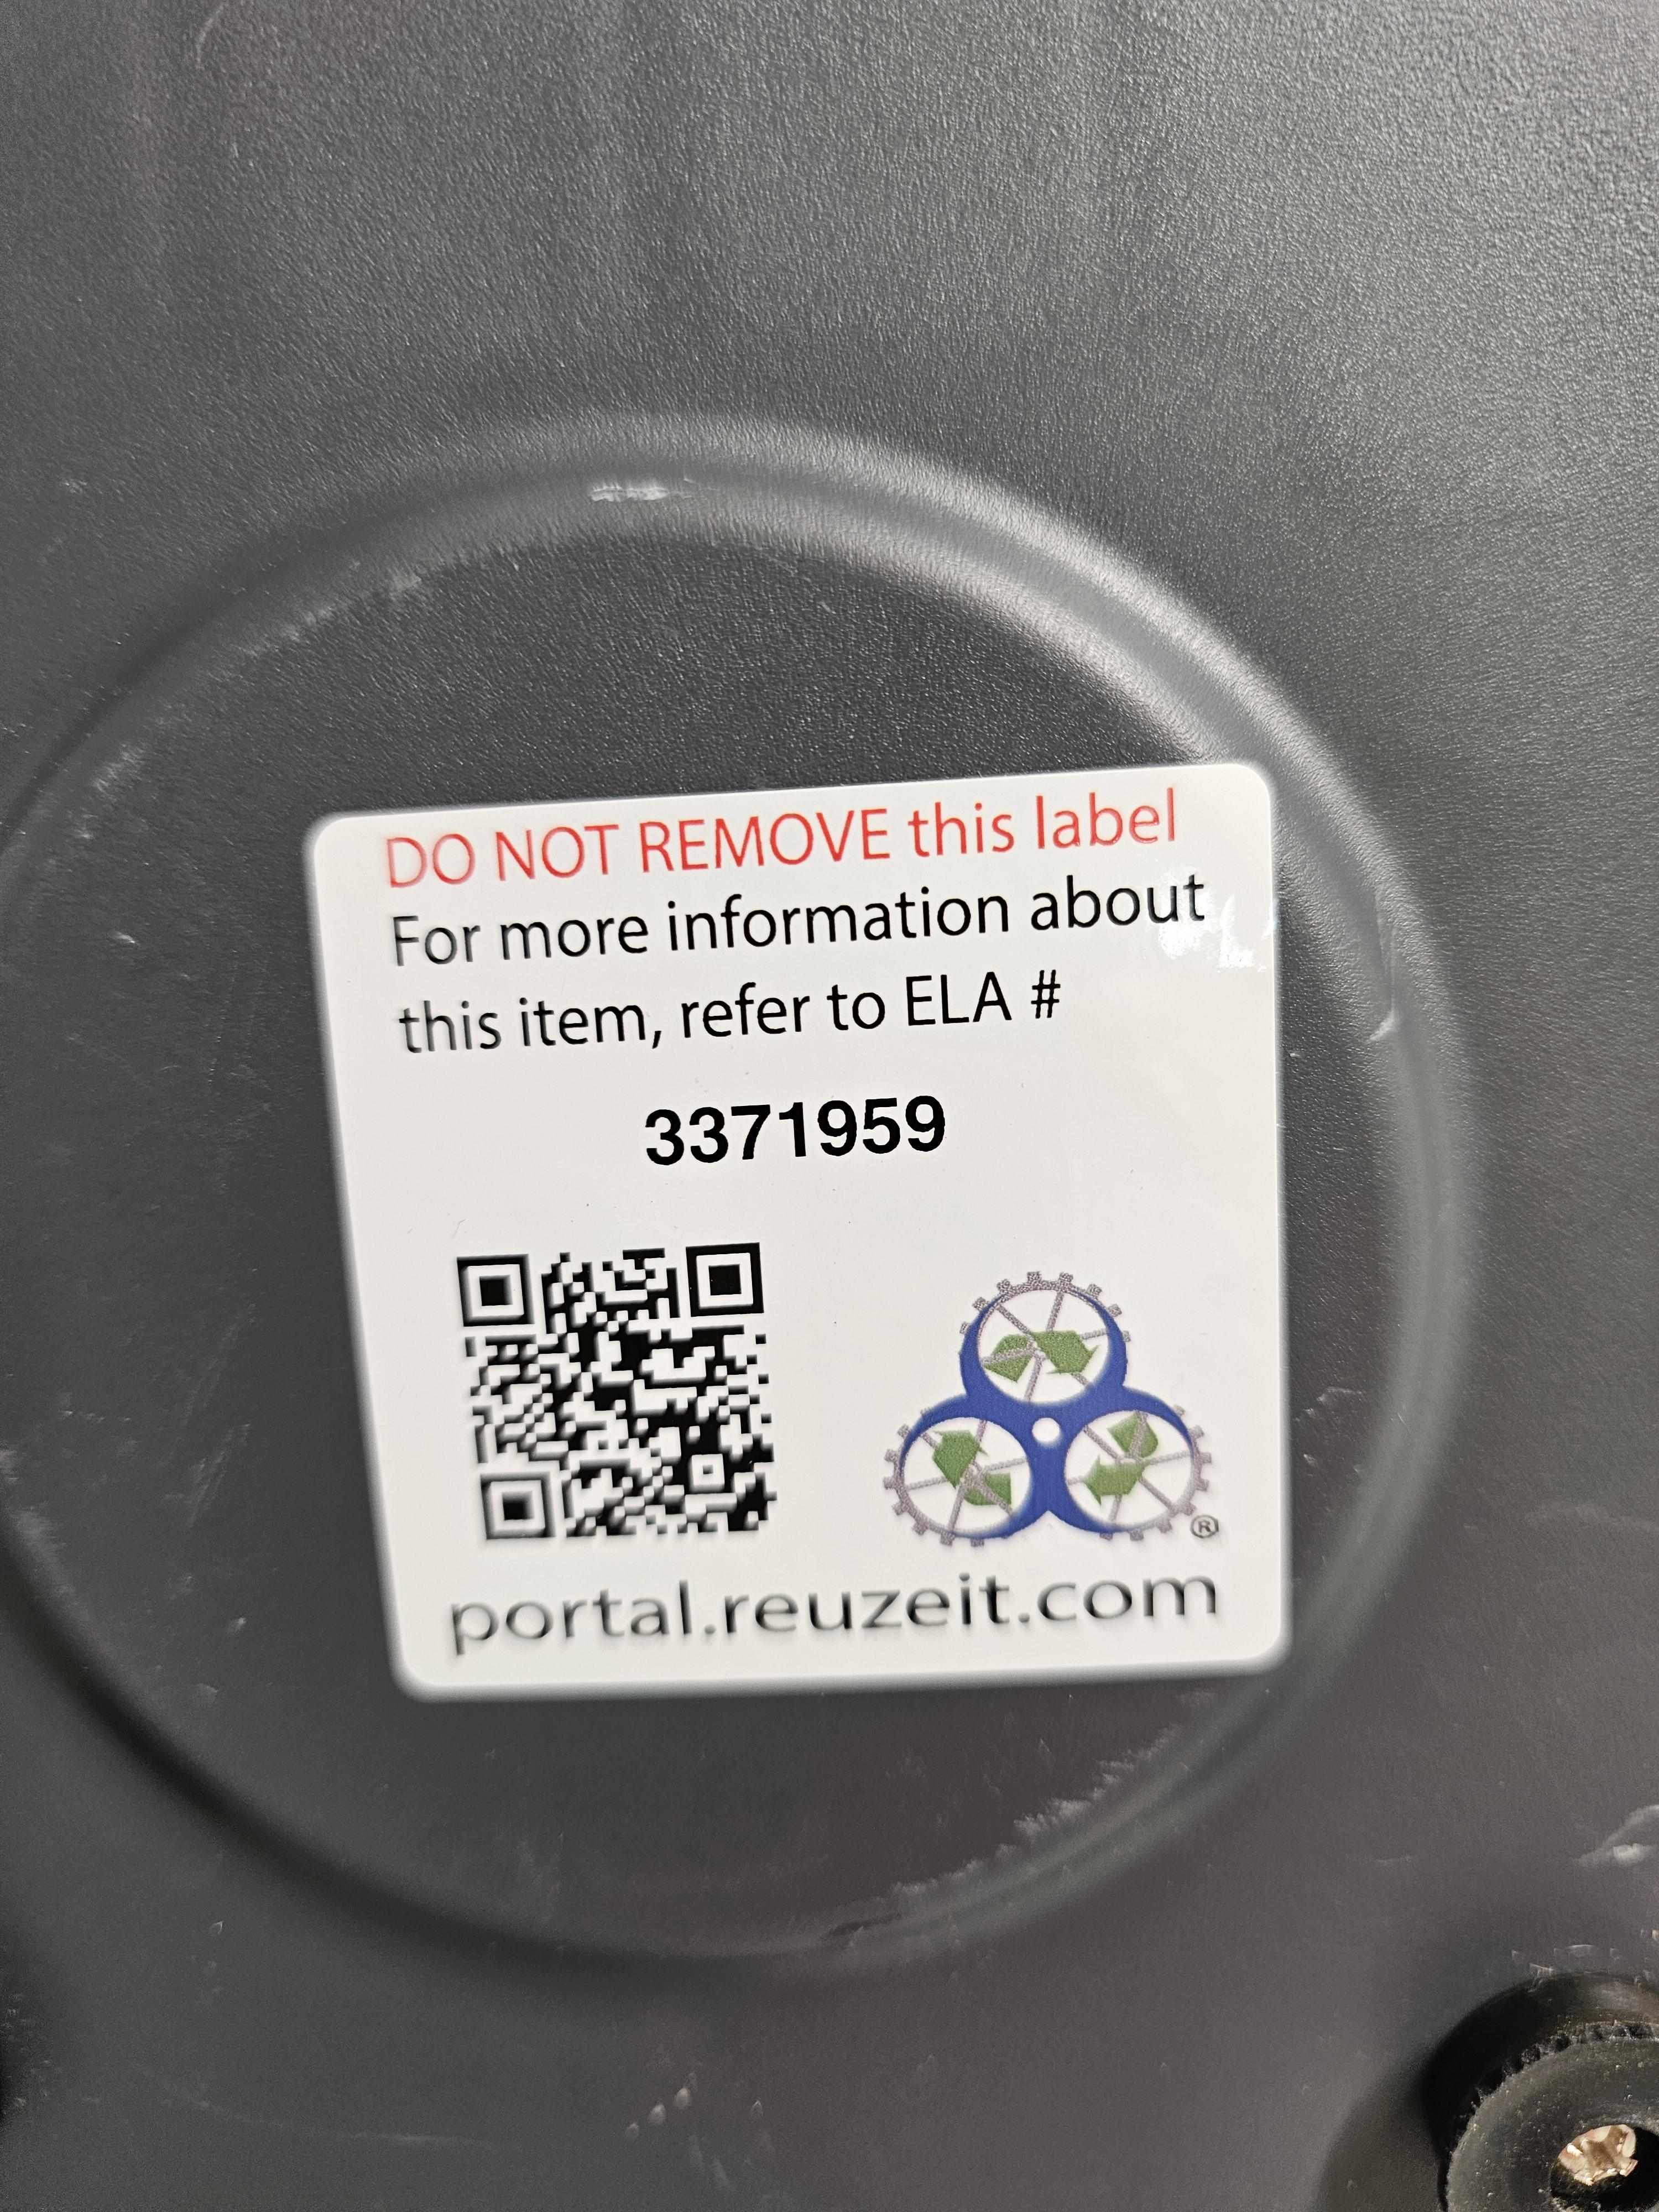 DO NOT REMOVE this label
For more information about
this item, refer to ELA #
3371959
®
portal.reuzeit.com